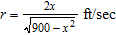 r = 2x / √(900 − x²) ft/sec